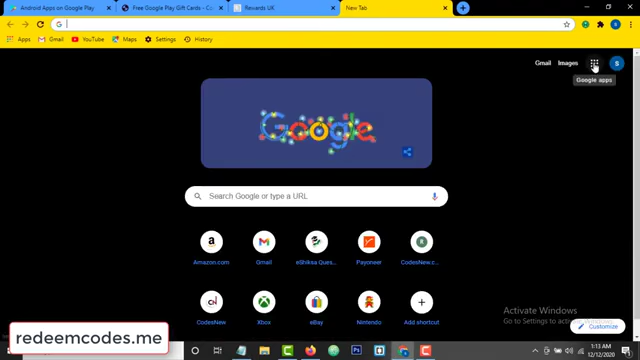 Android Apps on Google Play
Free Google Play Gift Cards - Co
Rewards UK
New Tab
G
Apps
Gmail
YouTube
Maps
Settings
History
Gmail
Images
S
Google apps
Google
Search Google or type a URL
Amazon.com
Gmail
eShiksa Ques...
Payoneer
CodesNew.c...
CodesNew
Xbox
eBay
Nintendo
Add shortcut
Activate Windows
Go to Settings to activ
Customize
redeemcodes.me
1:13 AM
12/12/2020